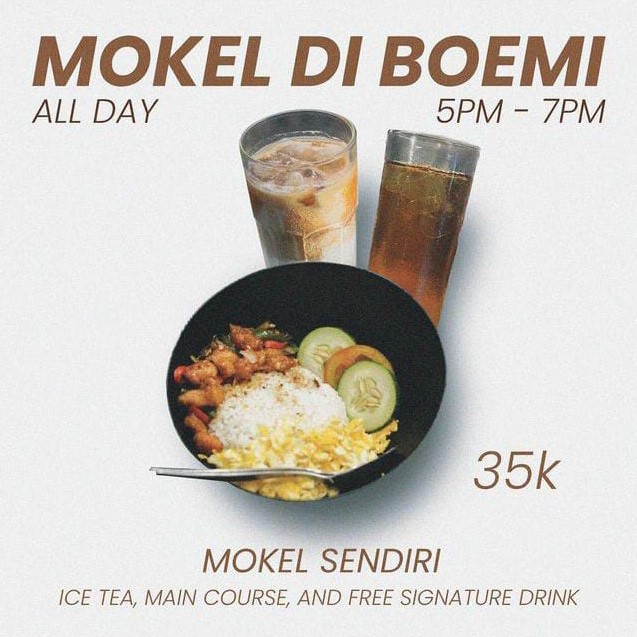 MOKEL DI BOEMI
ALL DAY 5PM - 7PM
35k
MOKEL SENDIRI
ICE TEA, MAIN COURSE, AND FREE SIGNATURE DRINK